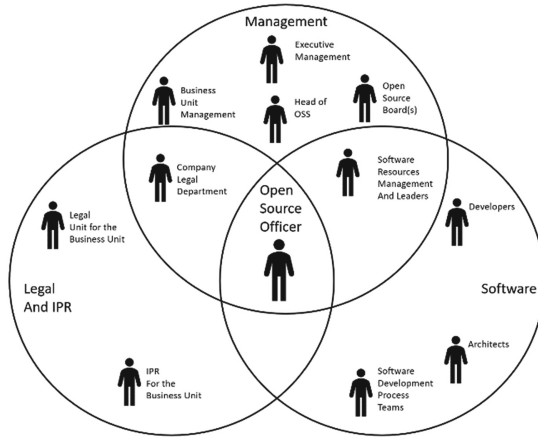 Management
Executive
Management
Business
Unit
Management
Head of
OSS
Open
Source
Board(s)
Company
Legal
Department
Software
Resources
Management
And Leaders
Open
Source
Officer
Legal
Unit for the
Business Unit
Developers
Legal
And IPR
Software
Architects
IPR
For the
Business Unit
Software
Development
Process
Teams